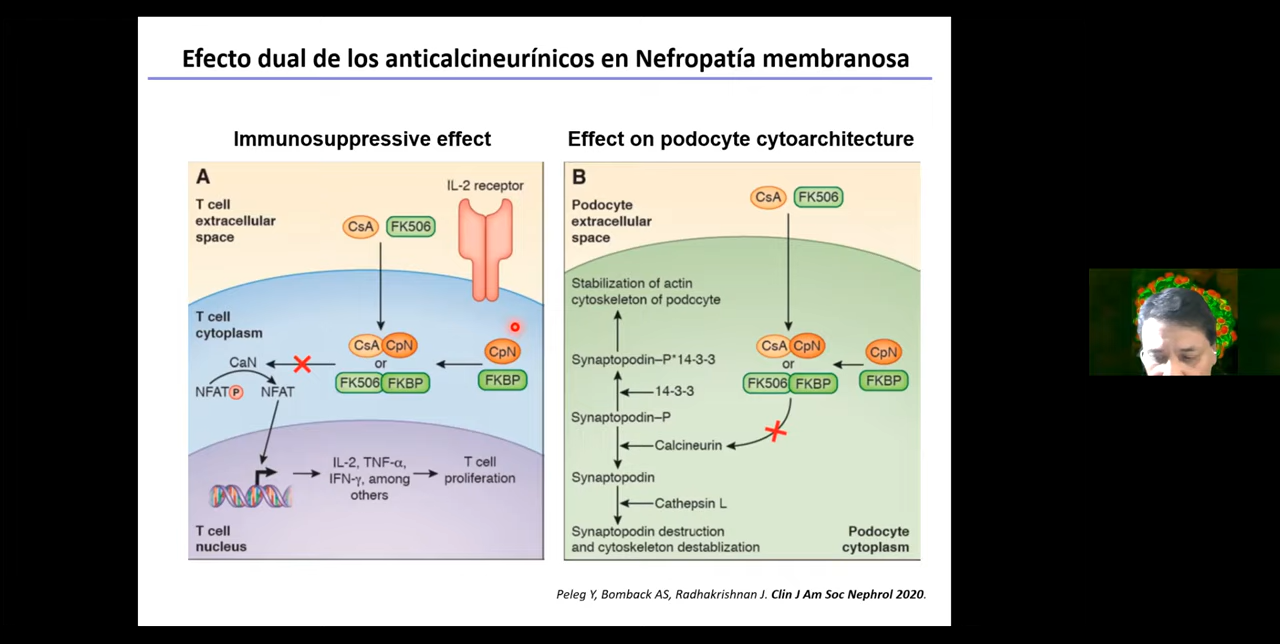 Efecto dual de los anticalcineurínicos en Nefropatía membranosa
Immunosuppressive effect
A
IL-2 receptor
T cell
extracellular
space
CsA
FK506
T cell
cytoplasm
CaN
CsA CpN
or
FK506 FKBP
CpN
FKBP
NFAT P
NFAT
IL-2, TNF-α,
IFN-γ, among
others
T cell
proliferation
T cell
nucleus
Effect on podocyte cytoarchitecture
B
CsA
FK506
Podocyte
extracellular
space
Stabilization of actin
cytoskeleton of podocyte
Synaptopodin–P*14-3-3
14-3-3
Synaptopodin–P
Calcineurin
Synaptopodin
Cathepsin L
Synaptopodin destruction
and cytoskeleton destablization
CsA CpN
or
FK506 FKBP
CpN
FKBP
Podocyte
cytoplasm
Peleg Y, Bomback AS, Radhakrishnan J. Clin J Am Soc Nephrol 2020.